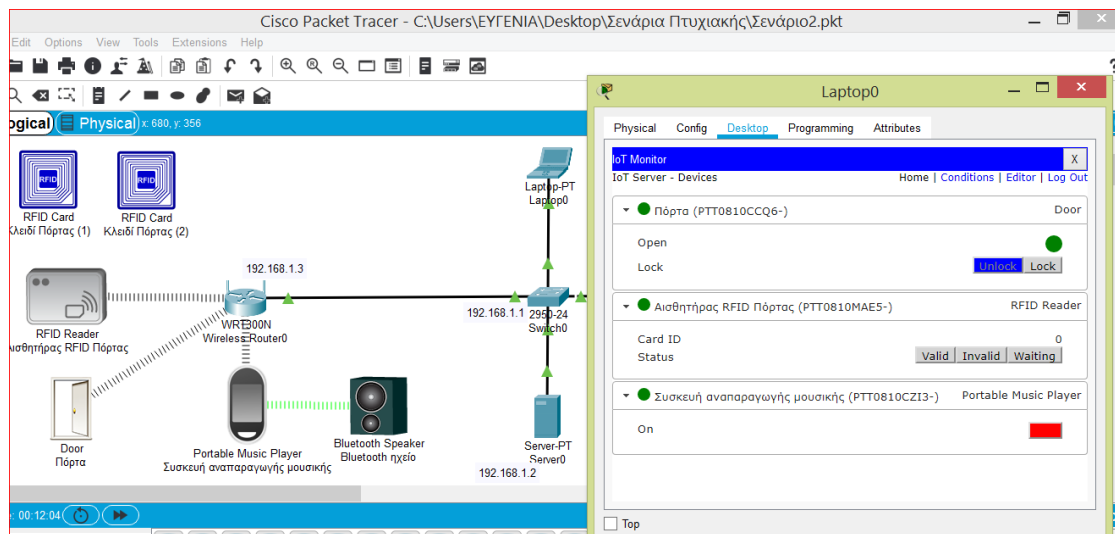 Cisco Packet Tracer - C:\Users\ΕΥΓΕΝΙΑ\Desktop\Σενάρια Πτυχιακής\Σενάριο2.pkt
Edit Options View Tools Extensions Help
Physical x: 680, y: 356
RFID
RFID
RFID Card
Κλειδί Πόρτας (1)
RFID Card
Κλειδί Πόρτας (2)
Laptop-PT
Laptop0
192.168.1.3
RFID Reader
Αισθητήρας RFID Πόρτας
WRT300N
Wireless Router0
192.168.1.1
2950-24
Switch0
Door
Πόρτα
Portable Music Player
Συσκευή αναπαραγωγής μουσικής
Bluetooth Speaker
Bluetooth ηχείο
Server-PT
Server0
192.168.1.2
: 00:12:04
Laptop0
Physical Config Desktop Programming Attributes
IoT Monitor X
IoT Server - Devices Home | Conditions | Editor | Log Out
Πόρτα (PTT0810CCQ6-) Door
Open
Lock Unlock Lock
Αισθητήρας RFID Πόρτας (PTT0810MAE5-) RFID Reader
Card ID 0
Status Valid Invalid Waiting
Συσκευή αναπαραγωγής μουσικής (PTT0810CZI3-) Portable Music Player
On
Top